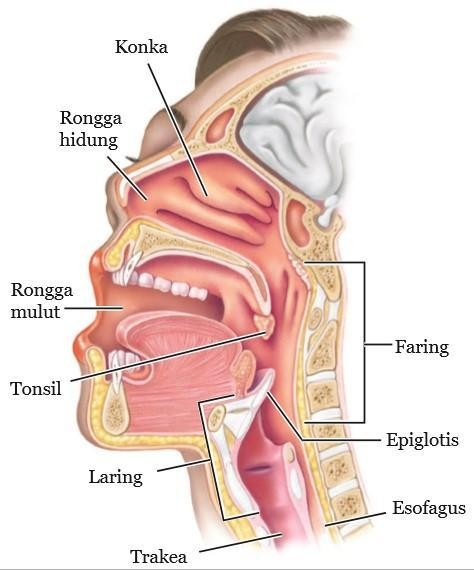 Konka
Rongga
hidung
Rongga
mulut
Faring
Tonsil
Epiglotis
Laring
Esofagus
Trakea